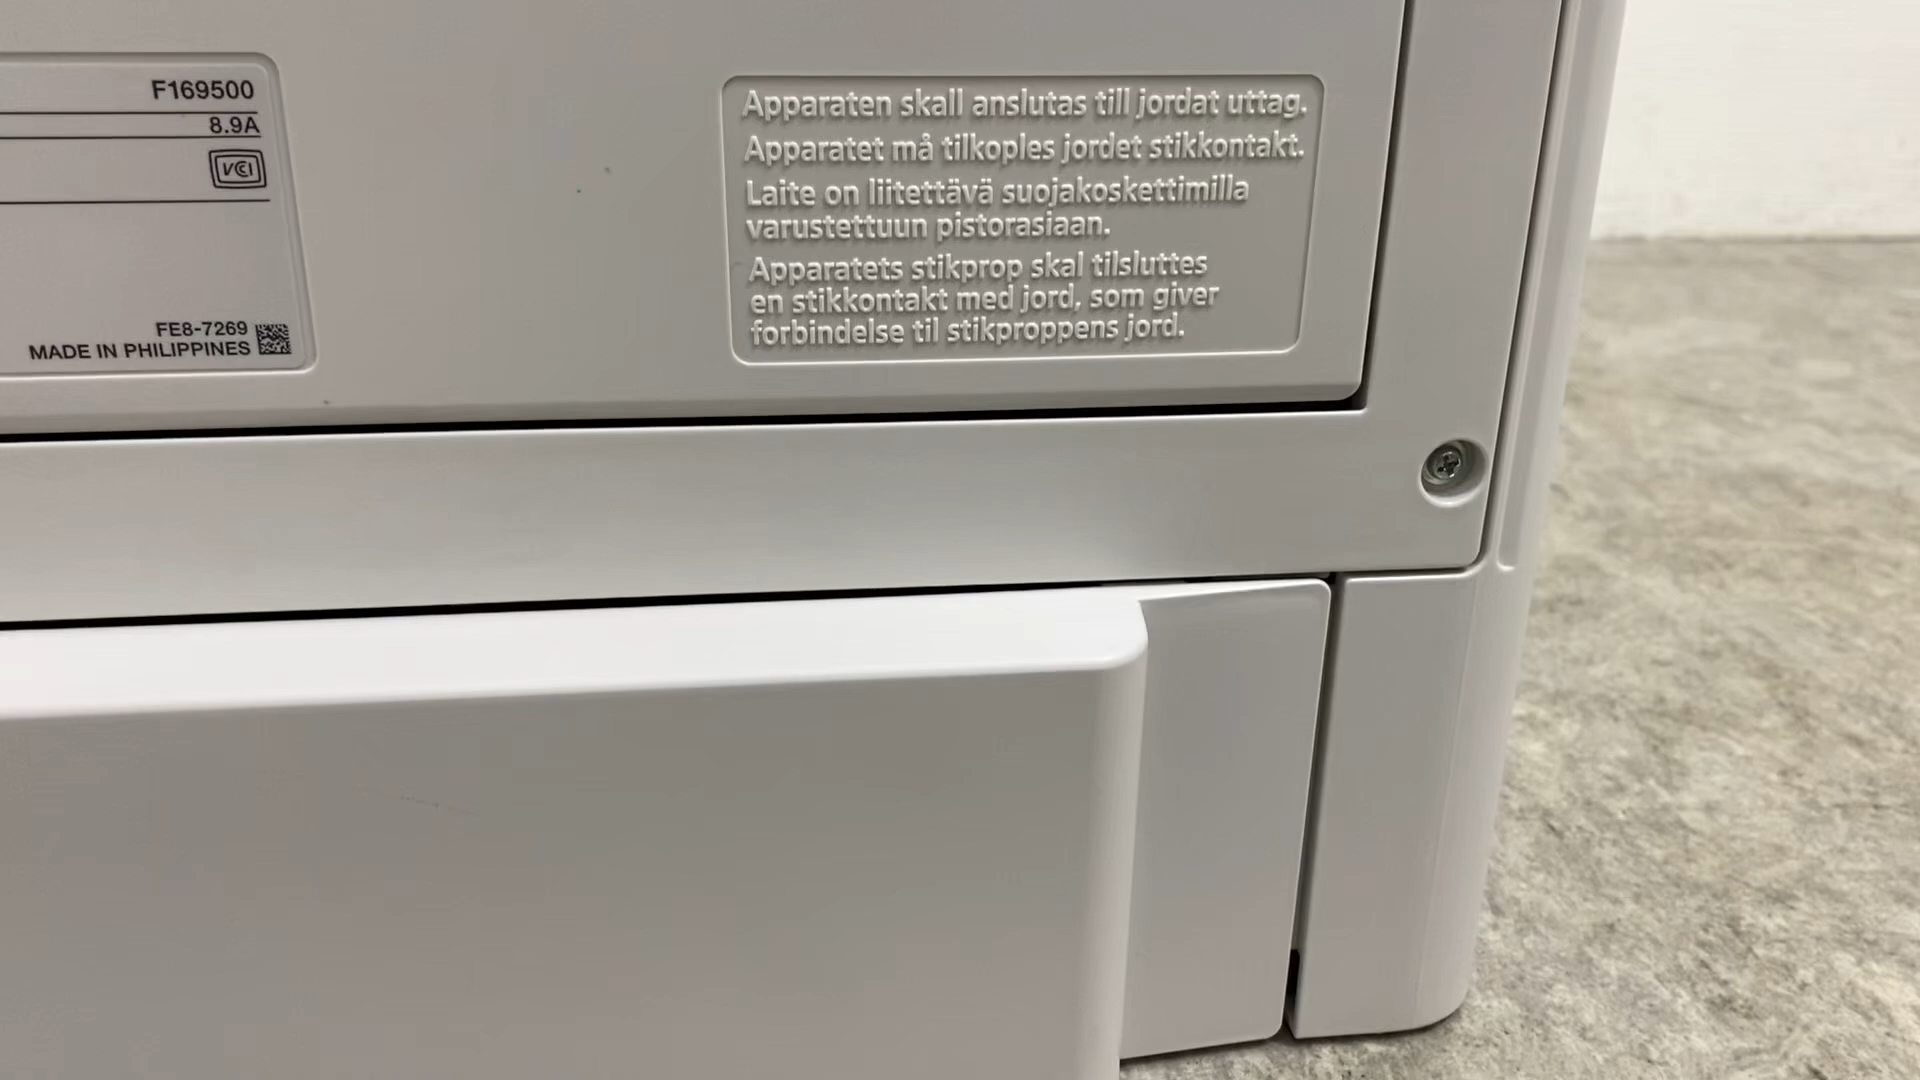 F169500
8.9A
VCI
FE8-7269
MADE IN PHILIPPINES
Apparaten skall anslutas till jordat uttag.
Apparatet må tilkoples jordet stikkontakt.
Laite on liitettävä suojakoskettimilla
varustettuun pistorasiaan.
Apparatets stikprop skal tilsluttes
en stikkontakt med jord, som giver
forbindelse til stikproppens jord.